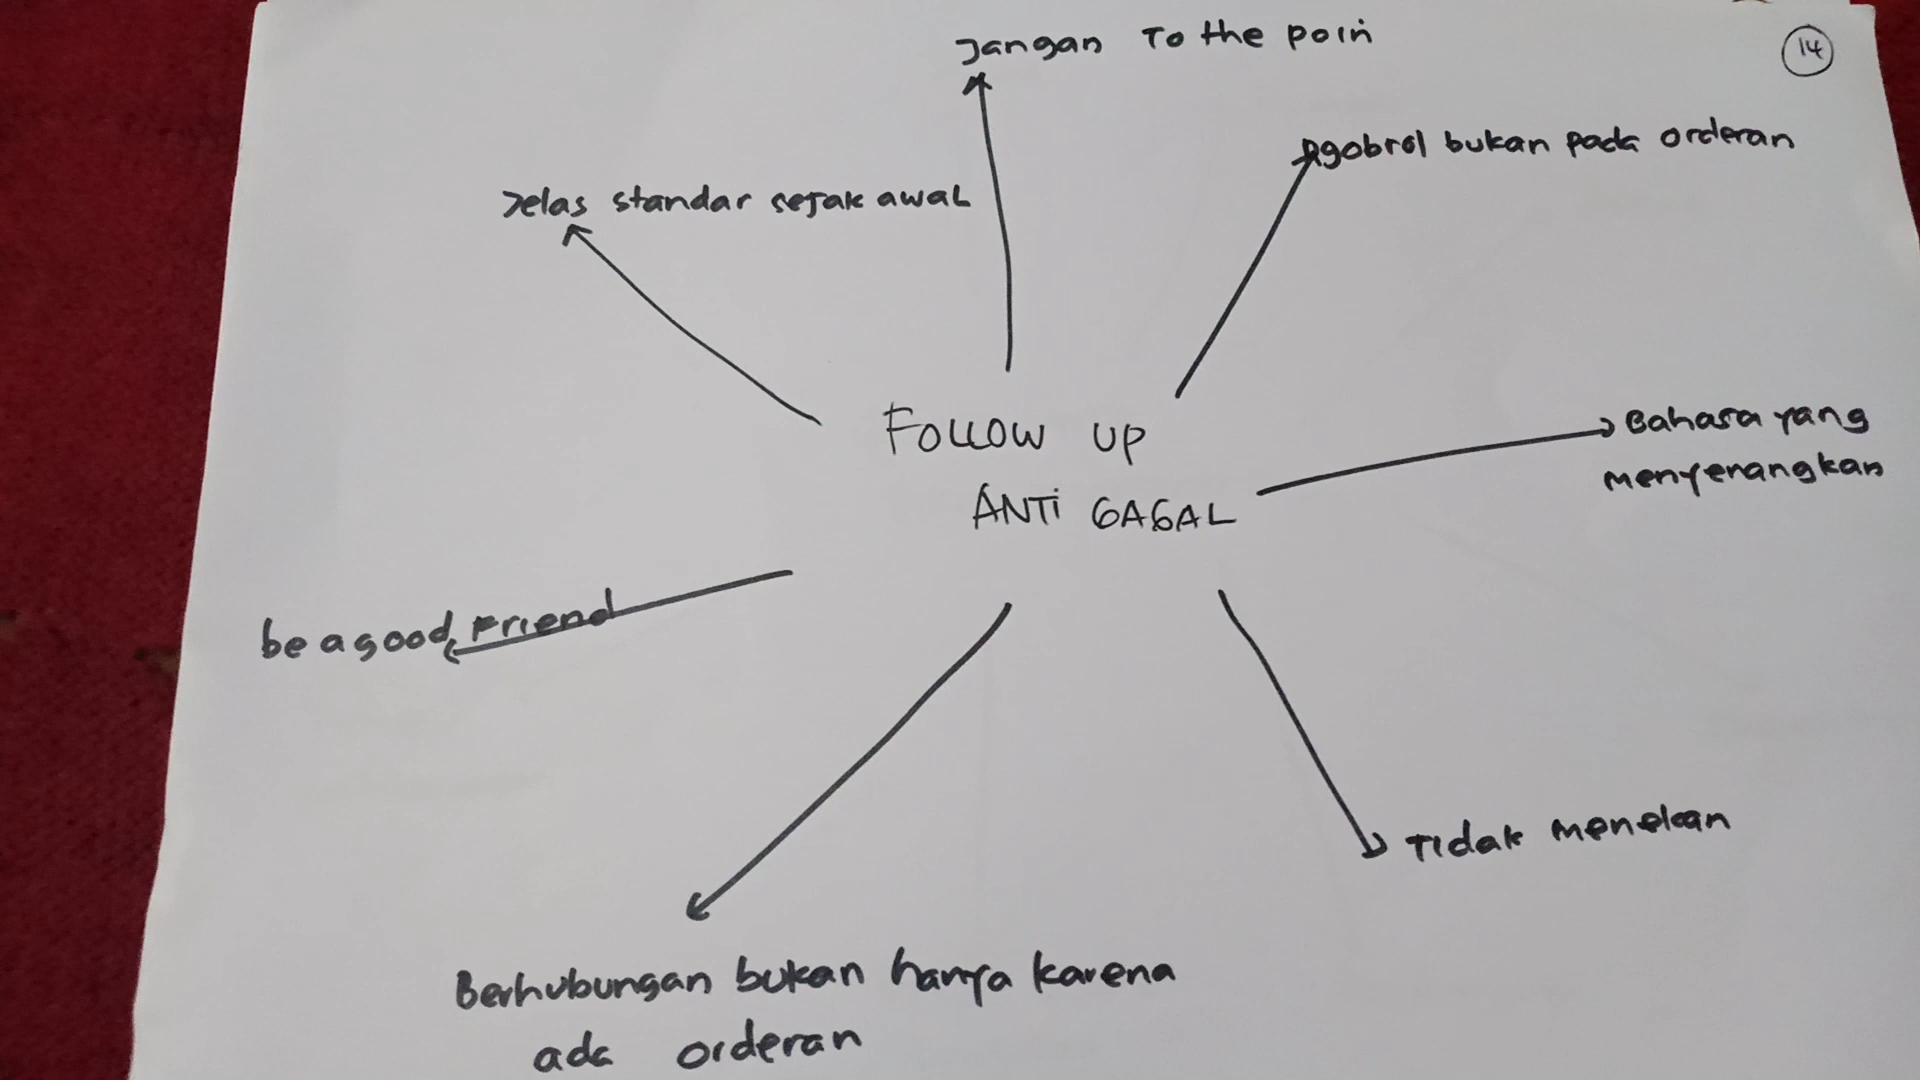 Jangan To the poin
14
Ngobrol bukan pada orderan
Jelas standar sejak awal
Follow up
Bahasa yang
menyenangkan
ANTi GAGAL
be a good Friend
Tidak menekan
Berhubungan bukan hanya karena
ada orderan